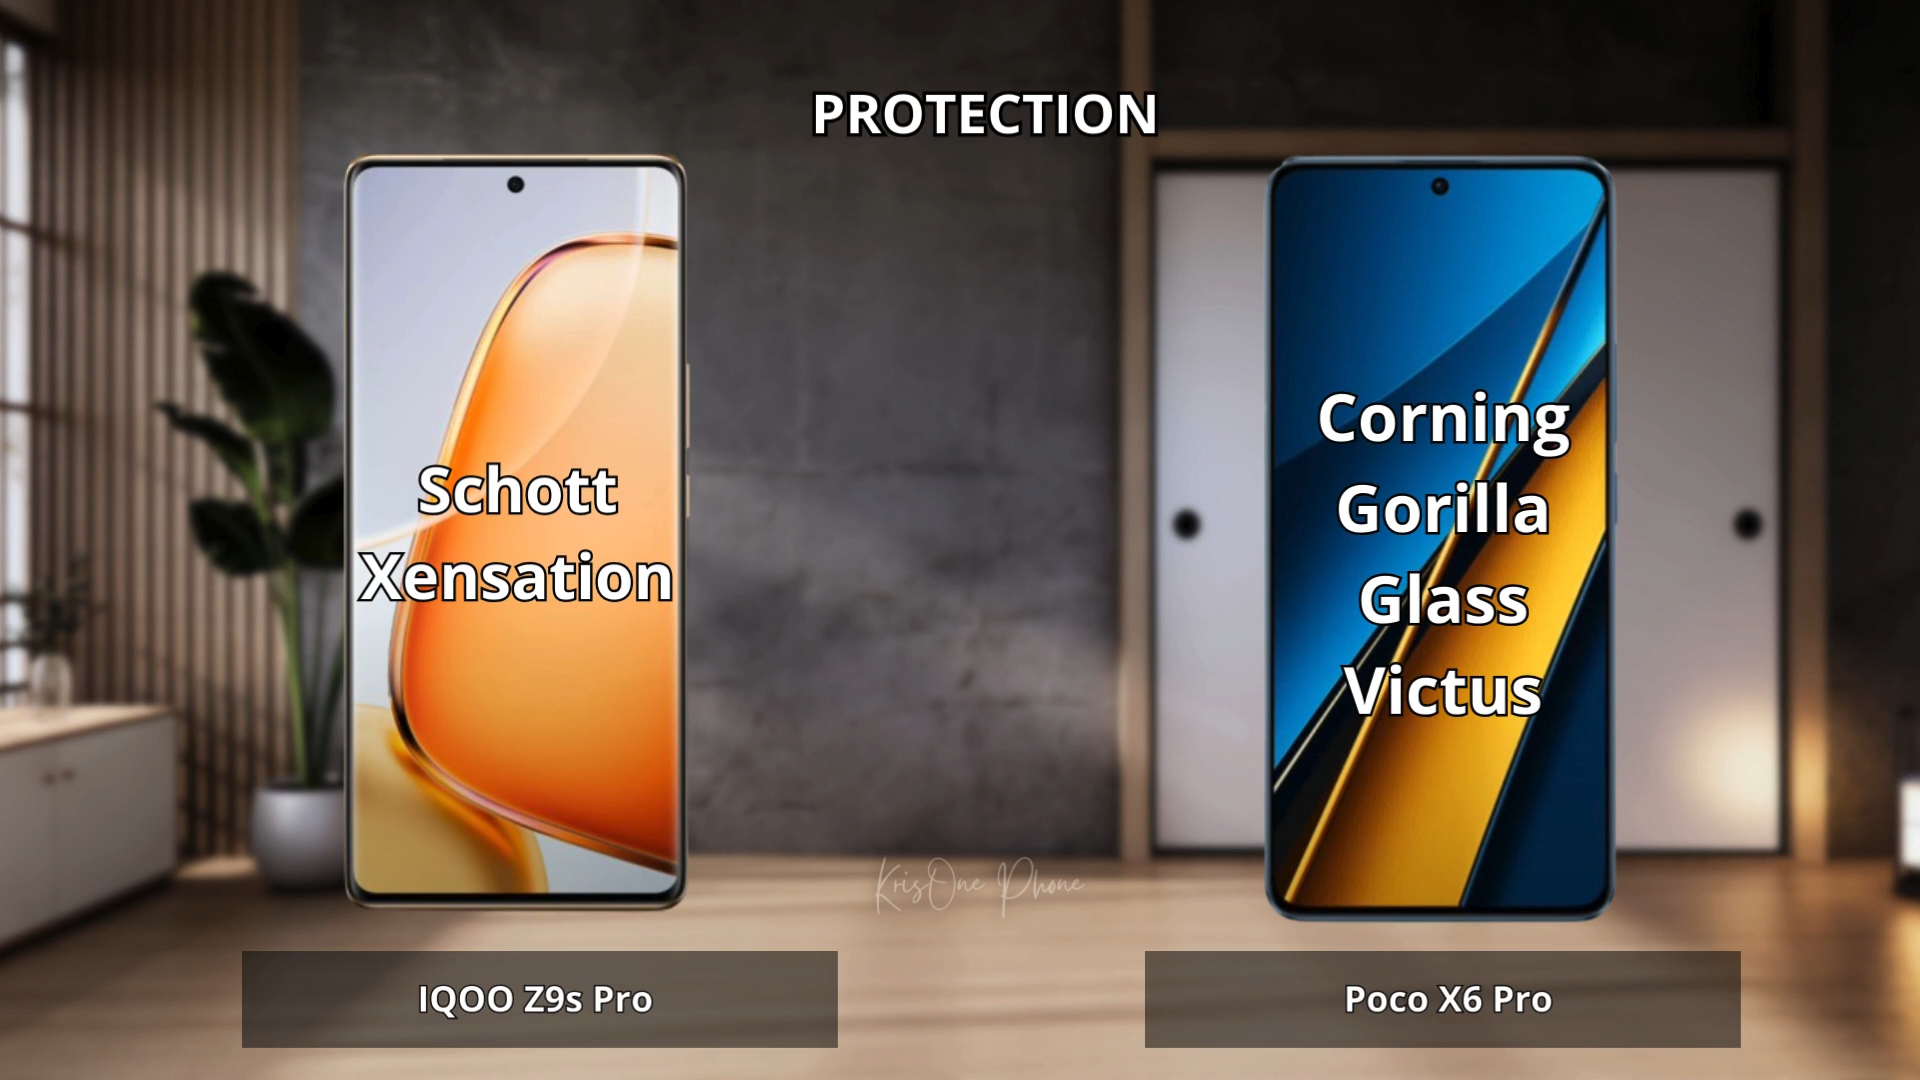 PROTECTION
Schott
Xensation
Corning
Gorilla
Glass
Victus
KrisOne Phone
IQOO Z9s Pro
Poco X6 Pro